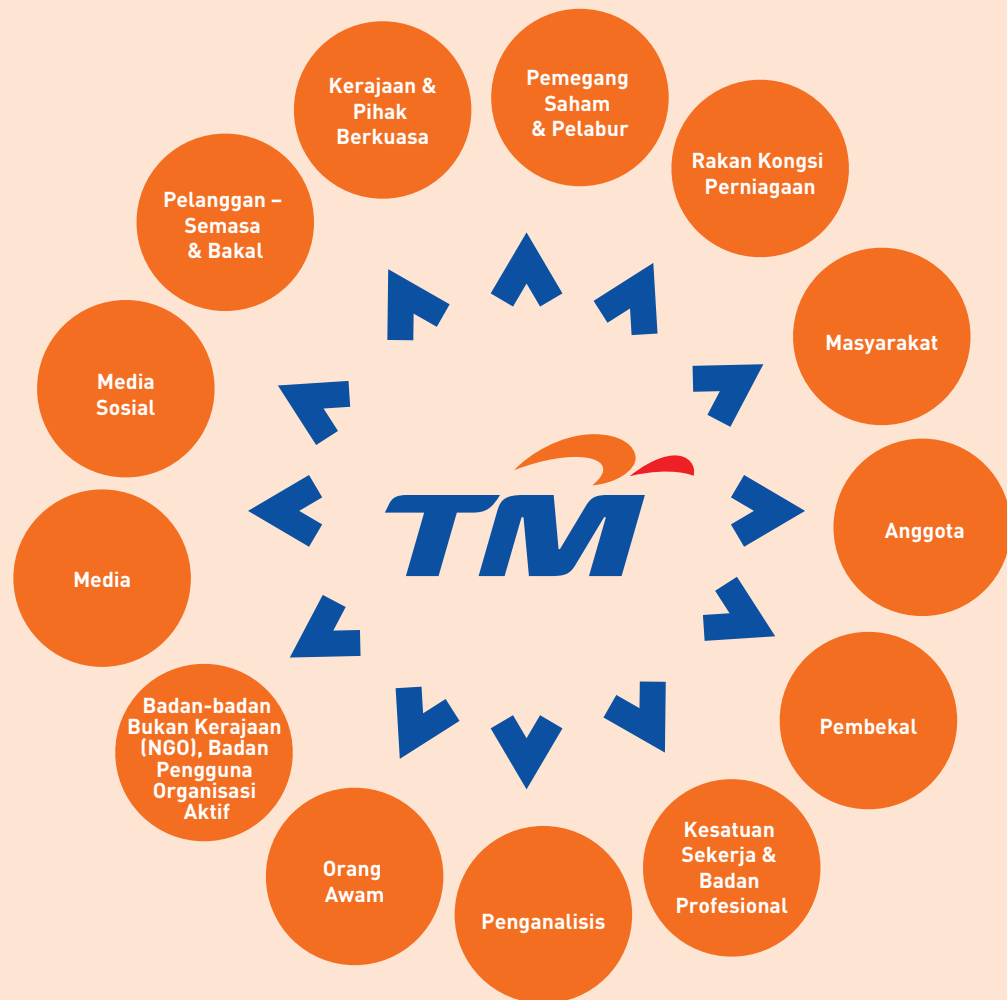 Kerajaan &
Pihak
Berkuasa
Pemegang
Saham
& Pelabur
Rakan Kongsi
Perniagaan
Masyarakat
Anggota
Pembekal
Kesatuan
Sekerja &
Badan
Profesional
Penganalisis
Orang
Awam
Badan-badan
Bukan Kerajaan
(NGO), Badan
Pengguna
Organisasi
Aktif
Media
Media
Sosial
Pelanggan –
Semasa
& Bakal
TM